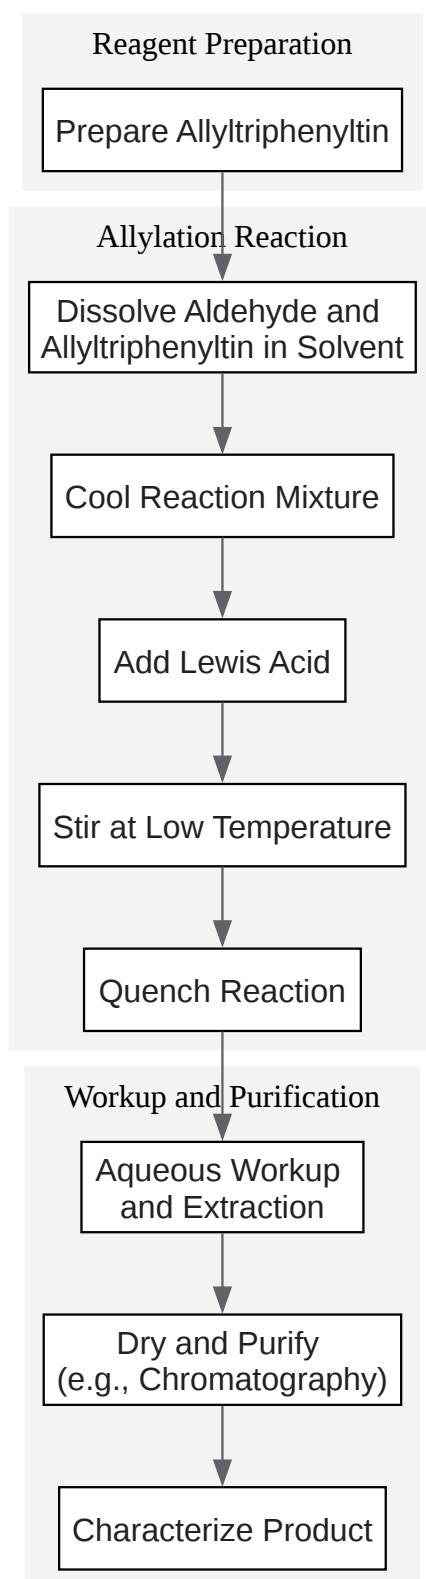 Reagent Preparation
Prepare Allyltriphenyltin
Allylation Reaction
Dissolve Aldehyde and
Allyltriphenyltin in Solvent
Cool Reaction Mixture
Add Lewis Acid
Stir at Low Temperature
Quench Reaction
Workup and Purification
Aqueous Workup
and Extraction
Dry and Purify
(e.g., Chromatography)
Characterize Product